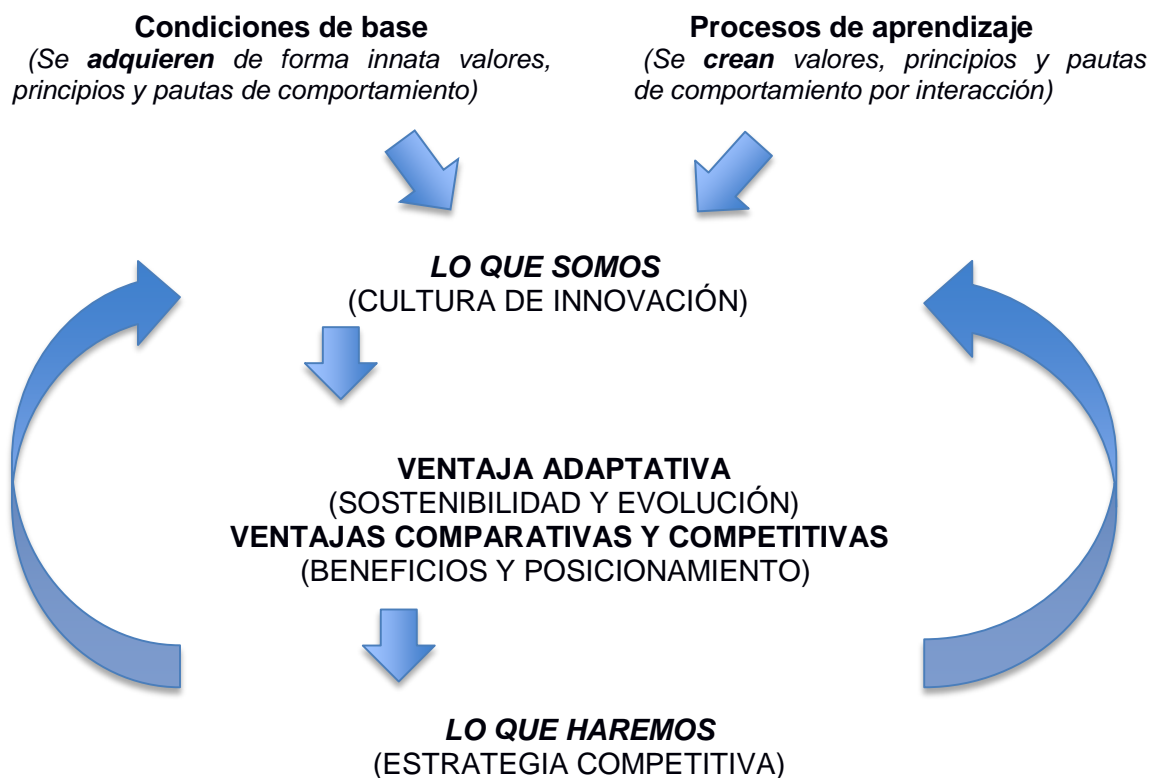 Condiciones de base
(Se adquieren de forma innata valores,
principios y pautas de comportamiento)
Procesos de aprendizaje
(Se crean valores, principios y pautas
de comportamiento por interacción)
LO QUE SOMOS
(CULTURA DE INNOVACIÓN)
VENTAJA ADAPTATIVA
(SOSTENIBILIDAD Y EVOLUCIÓN)
VENTAJAS COMPARATIVAS Y COMPETITIVAS
(BENEFICIOS Y POSICIONAMIENTO)
LO QUE HAREMOS
(ESTRATEGIA COMPETITIVA)